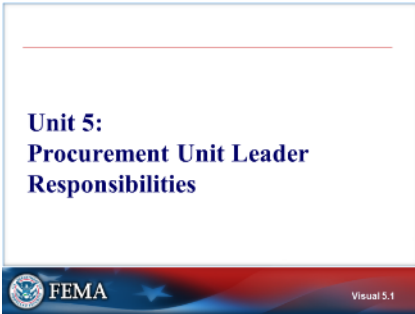 Unit 5:
Procurement Unit Leader
Responsibilities
FEMA
Visual 5.1